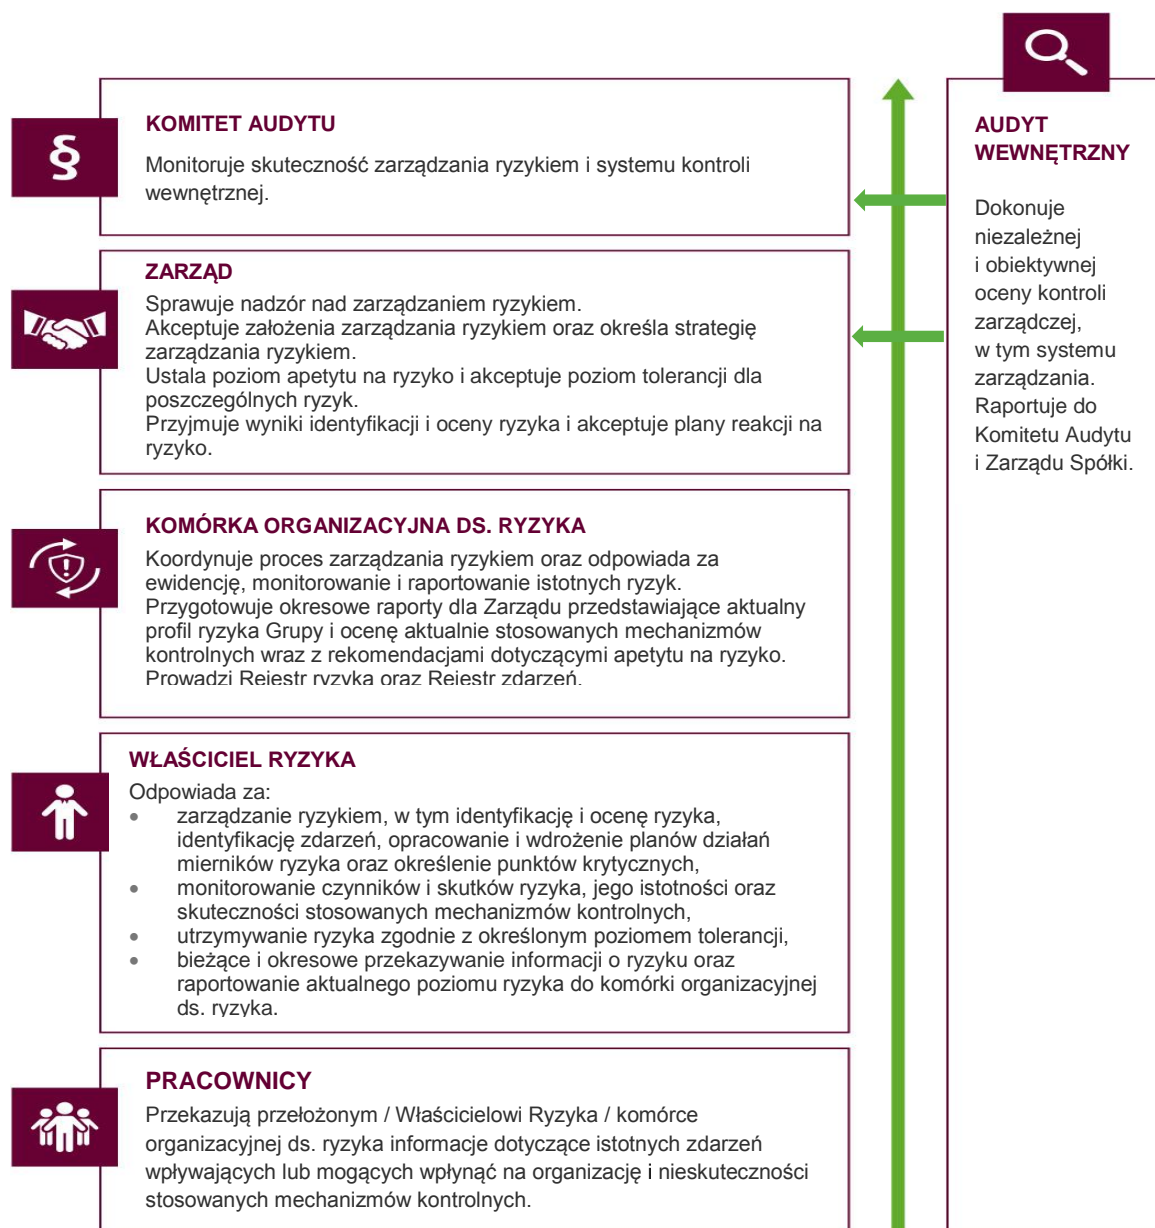 §
KOMITET AUDYTU
Monitoruje skuteczność zarządzania ryzykiem i systemu kontroli
wewnętrznej.
ZARZĄD
Sprawuje nadzór nad zarządzaniem ryzykiem.
Akceptuje założenia zarządzania ryzykiem oraz określa strategię
zarządzania ryzykiem.
Ustala poziom apetytu na ryzyko i akceptuje poziom tolerancji dla
poszczególnych ryzyk.
Przyjmuje wyniki identyfikacji i oceny ryzyka i akceptuje plany reakcji na
ryzyko.
KOMÓRKA ORGANIZACYJNA DS. RYZYKA
Koordynuje proces zarządzania ryzykiem oraz odpowiada za
ewidencję, monitorowanie i raportowanie istotnych ryzyk.
Przygotowuje okresowe raporty dla Zarządu przedstawiające aktualny
profil ryzyka Grupy i ocenę aktualnie stosowanych mechanizmów
kontrolnych wraz z rekomendacjami dotyczącymi apetytu na ryzyko.
Prowadzi Rejestr ryzyka oraz Rejestr zdarzeń.
WŁAŚCICIEL RYZYKA
Odpowiada za:
• zarządzanie ryzykiem, w tym identyfikację i ocenę ryzyka,
identyfikację zdarzeń, opracowanie i wdrożenie planów działań
mierników ryzyka oraz określenie punktów krytycznych,
• monitorowanie czynników i skutków ryzyka, jego istotności oraz
skuteczności stosowanych mechanizmów kontrolnych,
• utrzymywanie ryzyka zgodnie z określonym poziomem tolerancji,
• bieżące i okresowe przekazywanie informacji o ryzyku oraz
raportowanie aktualnego poziomu ryzyka do komórki organizacyjnej
ds. ryzyka.
PRACOWNICY
Przekazują przełożonym / Właścicielowi Ryzyka / komórce
organizacyjnej ds. ryzyka informacje dotyczące istotnych zdarzeń
wpływających lub mogących wpłynąć na organizację i nieskuteczności
stosowanych mechanizmów kontrolnych.
AUDYT
WEWNĘTRZNY
Dokonuje
niezależnej
i obiektywnej
oceny kontroli
zarządczej,
w tym systemu
zarządzania.
Raportuje do
Komitetu Audytu
i Zarządu Spółki.